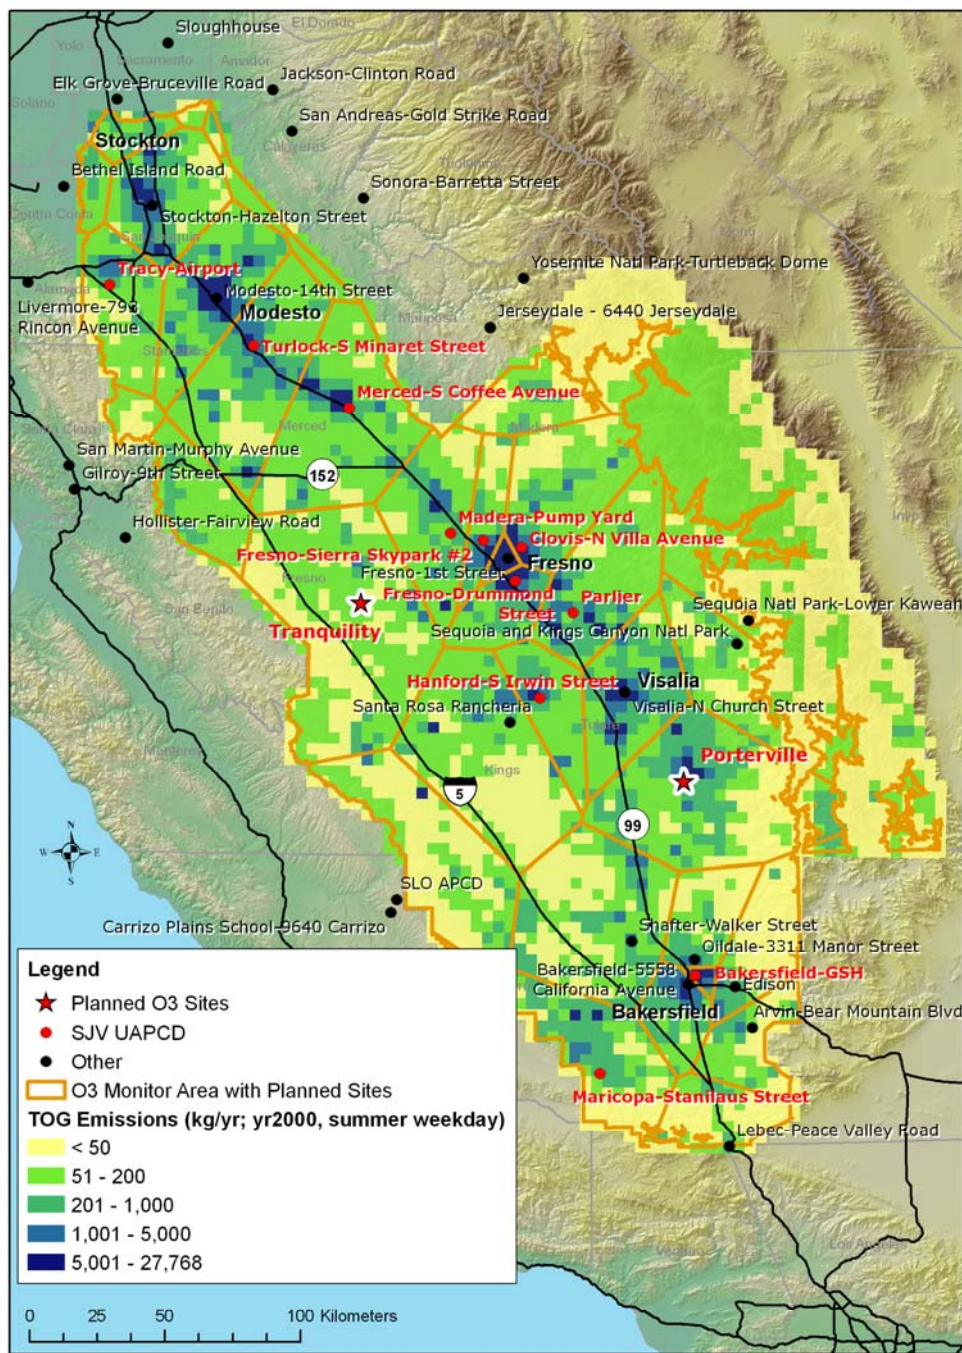 Sloughhouse
El Dorado
Yolo
Sacramento
Amador
Jackson-Clinton Road
Elk Grove-Bruceville Road
Solano
San Andreas-Gold Strike Road
Stockton
Calaveras
Tuolumne
Bethel Island Road
Sonora-Barretta Street
Contra Costa
Stockton-Hazelton Street
San Joaquin
Mono
Tracy-Airport
Yosemite Natl Park-Turtleback Dome
Alameda
Modesto-14th Street
Livermore-793
Rincon Avenue
Modesto
Mariposa
Jerseydale - 6440 Jerseydale
Stanislaus
Turlock-S Minaret Street
Merced-S Coffee Avenue
Santa Clara
Merced
Madera
San Martin-Murphy Avenue
Gilroy-9th Street
152
Hollister-Fairview Road
Madera-Pump Yard
Inyo
Clovis-N Villa Avenue
Fresno-Sierra Skypark #2
Fresno
Fresno-1st Street
Fresno
Fresno-Drummond
Street
Parlier
San Benito
Sequoia Natl Park-Lower Kaweah
Tranquility
Sequoia and Kings Canyon Natl Park
Hanford-S Irwin Street
Visalia
Santa Rosa Rancheria
Visalia-N Church Street
Tulare
Monterey
Porterville
Kings
5
99
N
W E
S
SLO APCD
Carrizo Plains School-9640 Carrizo
Shafter-Walker Street
Oildale-3311 Manor Street
Bakersfield-5558
California Avenue
Bakersfield-GSH
Edison
Bakersfield
Arvin-Bear Mountain Blvd
Maricopa-Stanilaus Street
Lebec-Peace Valley Road
Ventura
Los Angeles
Legend
Planned O3 Sites
SJV UAPCD
Other
O3 Monitor Area with Planned Sites
TOG Emissions (kg/yr; yr2000, summer weekday)
< 50
51 - 200
201 - 1,000
1,001 - 5,000
5,001 - 27,768
0 25 50 100 Kilometers